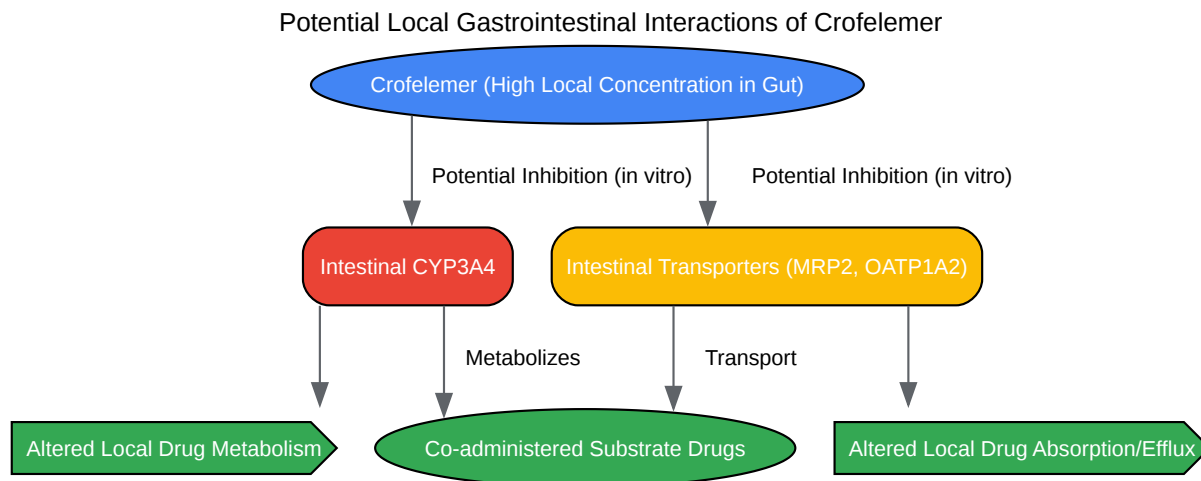 Potential Local Gastrointestinal Interactions of Crofelemer
Crofelemer (High Local Concentration in Gut)
Potential Inhibition (in vitro)
Potential Inhibition (in vitro)
Intestinal CYP3A4
Intestinal Transporters (MRP2, OATP1A2)
Metabolizes
Transport
Altered Local Drug Metabolism
Co-administered Substrate Drugs
Altered Local Drug Absorption/Efflux